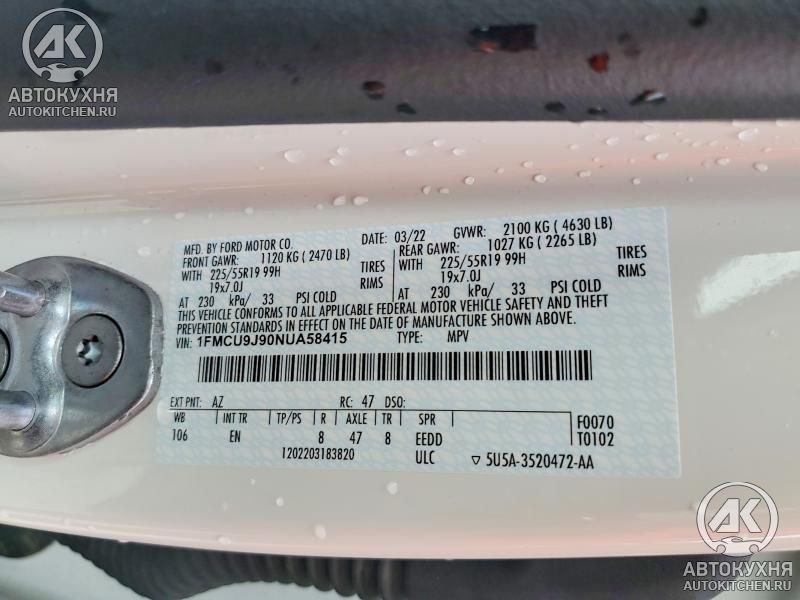 АК
АВТОКУХНЯ
AUTOKITCHEN.RU
MFD. BY FORD MOTOR CO. DATE: 03/22 GVWR: 2100 KG ( 4630 LB)
FRONT GAWR: 1120 KG ( 2470 LB) REAR GAWR: 1027 KG ( 2265 LB)
WITH 225/55R19 99H TIRES WITH 225/55R19 99H TIRES
19x7.0J RIMS 19x7.0J RIMS
AT 230 kPa/ 33 PSI COLD AT 230 kPa/ 33 PSI COLD
THIS VEHICLE CONFORMS TO ALL APPLICABLE FEDERAL MOTOR VEHICLE SAFETY AND THEFT
PREVENTION STANDARDS IN EFFECT ON THE DATE OF MANUFACTURE SHOWN ABOVE.
VIN: 1FMCU9J90NUA58415 TYPE: MPV
EXT PNT: AZ RC: 47 DSO:
WB INT TR TP/PS R AXLE TR SPR F0070
106 EN 8 47 8 EEDD T0102
1202203183820 ULC ▽ 5U5A-3520472-AA
АК
АВТОКУХНЯ
AUTOKITCHEN.RU